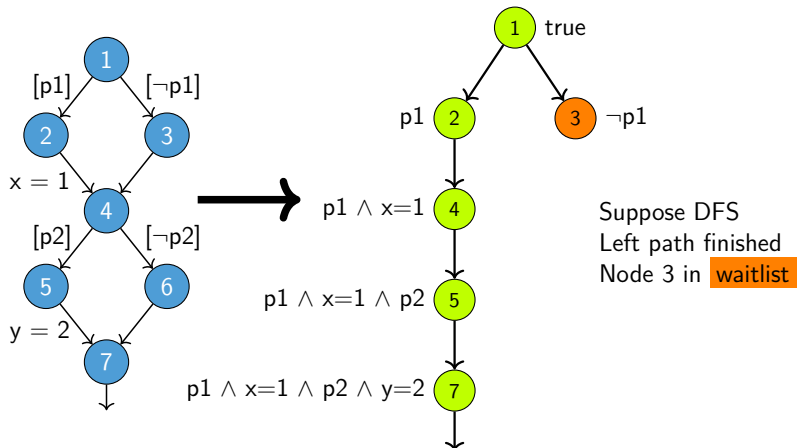 1
[p1] [¬p1]
2 3
x = 1
4
[p2] [¬p2]
5 6
y = 2
7
1 true
p1 2 3 ¬p1
p1 ∧ x=1 4
p1 ∧ x=1 ∧ p2 5
p1 ∧ x=1 ∧ p2 ∧ y=2 7
Suppose DFS
Left path finished
Node 3 in waitlist